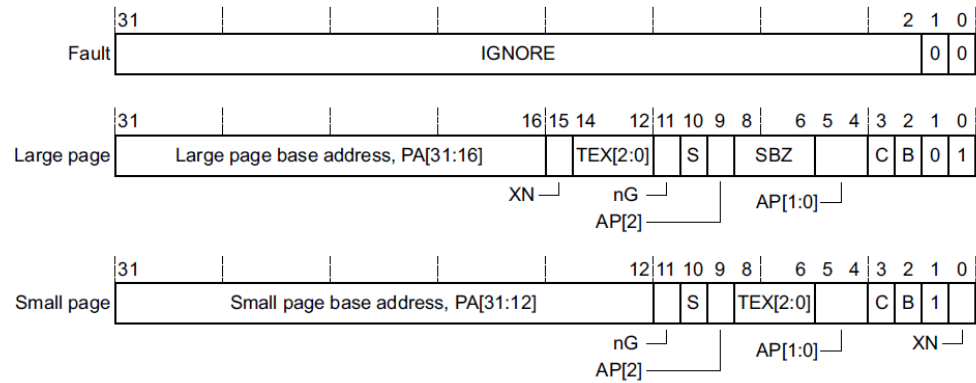 31 2 1 0
Fault IGNORE 0 0
31 16 15 14 12 11 10 9 8 6 5 4 3 2 1 0
Large page Large page base address, PA[31:16] TEX[2:0] S SBZ C B 0 1
XN nG AP[1:0]
AP[2]
31 12 11 10 9 8 6 5 4 3 2 1 0
Small page Small page base address, PA[31:12] S TEX[2:0] C B 1
nG AP[1:0] XN
AP[2]